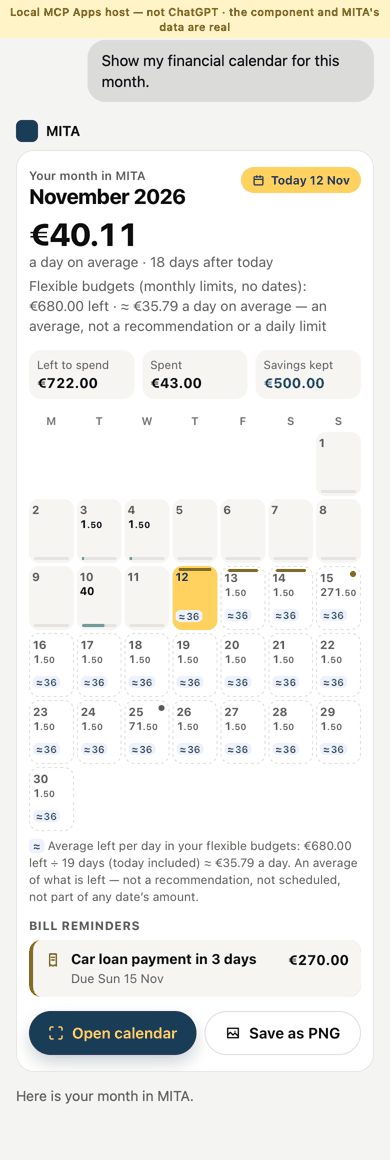 Local MCP Apps host — not ChatGPT · the component and MITA's
data are real
Show my financial calendar for this
month.
MITA
Your month in MITA
November 2026
Today 12 Nov
€40.11
a day on average · 18 days after today
Flexible budgets (monthly limits, no dates):
€680.00 left · ≈ €35.79 a day on average — an
average, not a recommendation or a daily limit
Left to spend
€722.00
Spent
€43.00
Savings kept
€500.00
M T W T F S S
1
2 3 4 5 6 7 8
1.50 1.50
9 10 11 12 13 14 15
40 1.50 1.50 271.50
≈36 ≈36 ≈36 ≈36
16 17 18 19 20 21 22
1.50 1.50 1.50 1.50 1.50 1.50 1.50
≈36 ≈36 ≈36 ≈36 ≈36 ≈36 ≈36
23 24 25 26 27 28 29
1.50 1.50 71.50 1.50 1.50 1.50 1.50
≈36 ≈36 ≈36 ≈36 ≈36 ≈36 ≈36
30
1.50
≈36
≈ Average left per day in your flexible budgets: €680.00
left ÷ 19 days (today included) ≈ €35.79 a day. An average
of what is left — not a recommendation, not scheduled,
not part of any date's amount.
BILL REMINDERS
Car loan payment in 3 days
€270.00
Due Sun 15 Nov
Open calendar
Save as PNG
Here is your month in MITA.